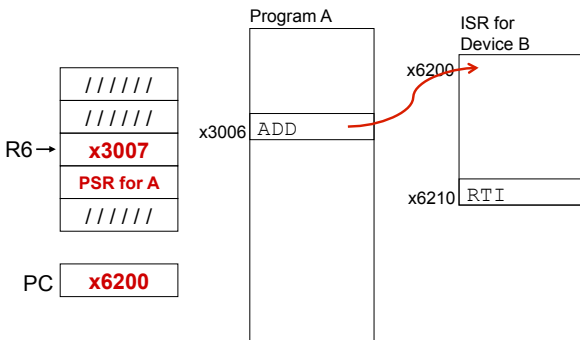 Program A
ISR for
Device B
x6200
//////
//////
R6 x3007
x3006 ADD
PSR for A
//////
x6210 RTI
PC x6200